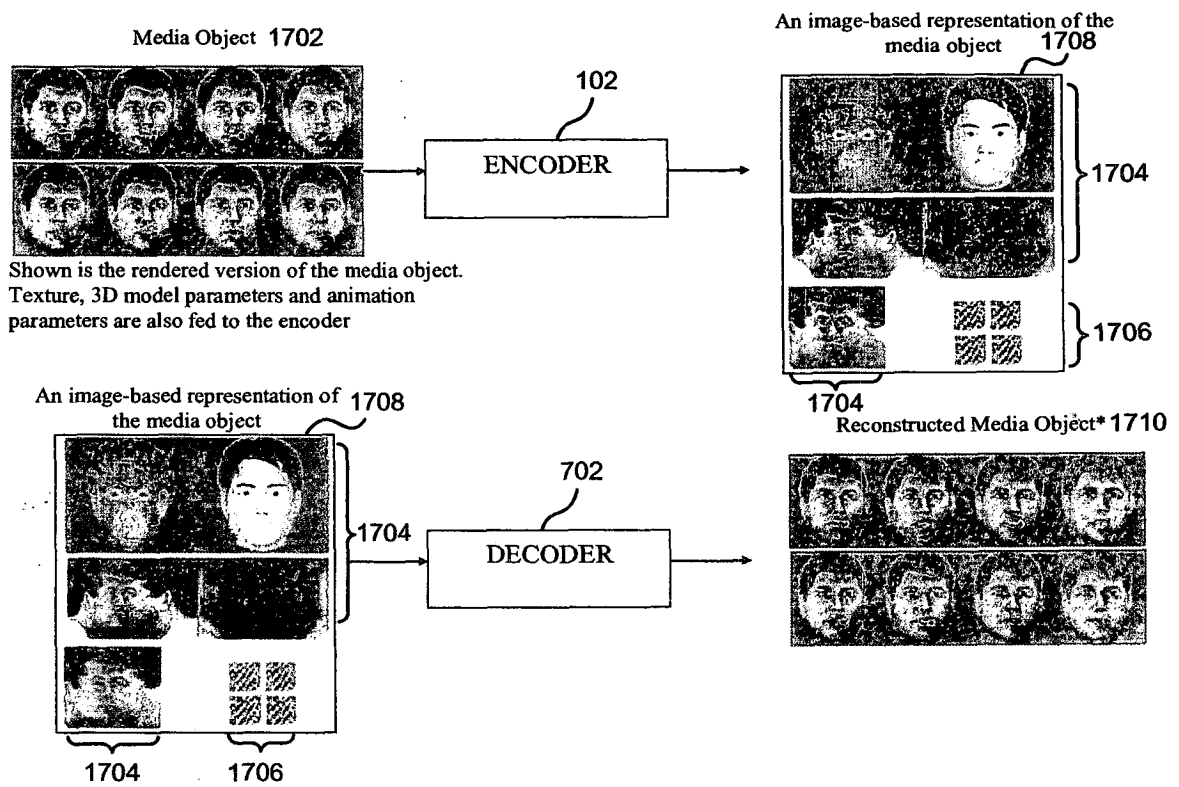 Media Object 1702
An image-based representation of the
media object 1708
102
ENCODER
1704
Shown is the rendered version of the media object.
Texture, 3D model parameters and animation
parameters are also fed to the encoder
1706
1704
An image-based representation of
the media object 1708
Reconstructed Media Object* 1710
702
DECODER
1704
1704
1706